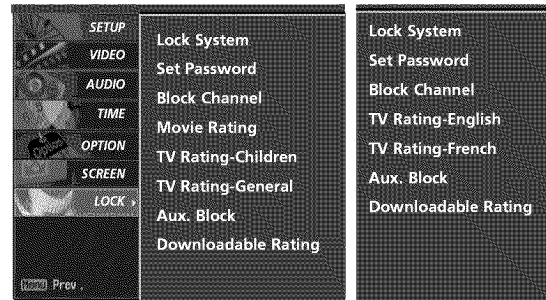 SETUP
VIDEO
AUDIO
TIME
OPTION
SCREEN
LOCK
Menu Prev.
Lock System
Set Password
Block Channel
Movie Rating
TV Rating-Children
TV Rating-General
Aux. Block
Downloadable Rating
Lock System
Set Password
Block Channel
TV Rating-English
TV Rating-French
Aux. Block
Downloadable Rating